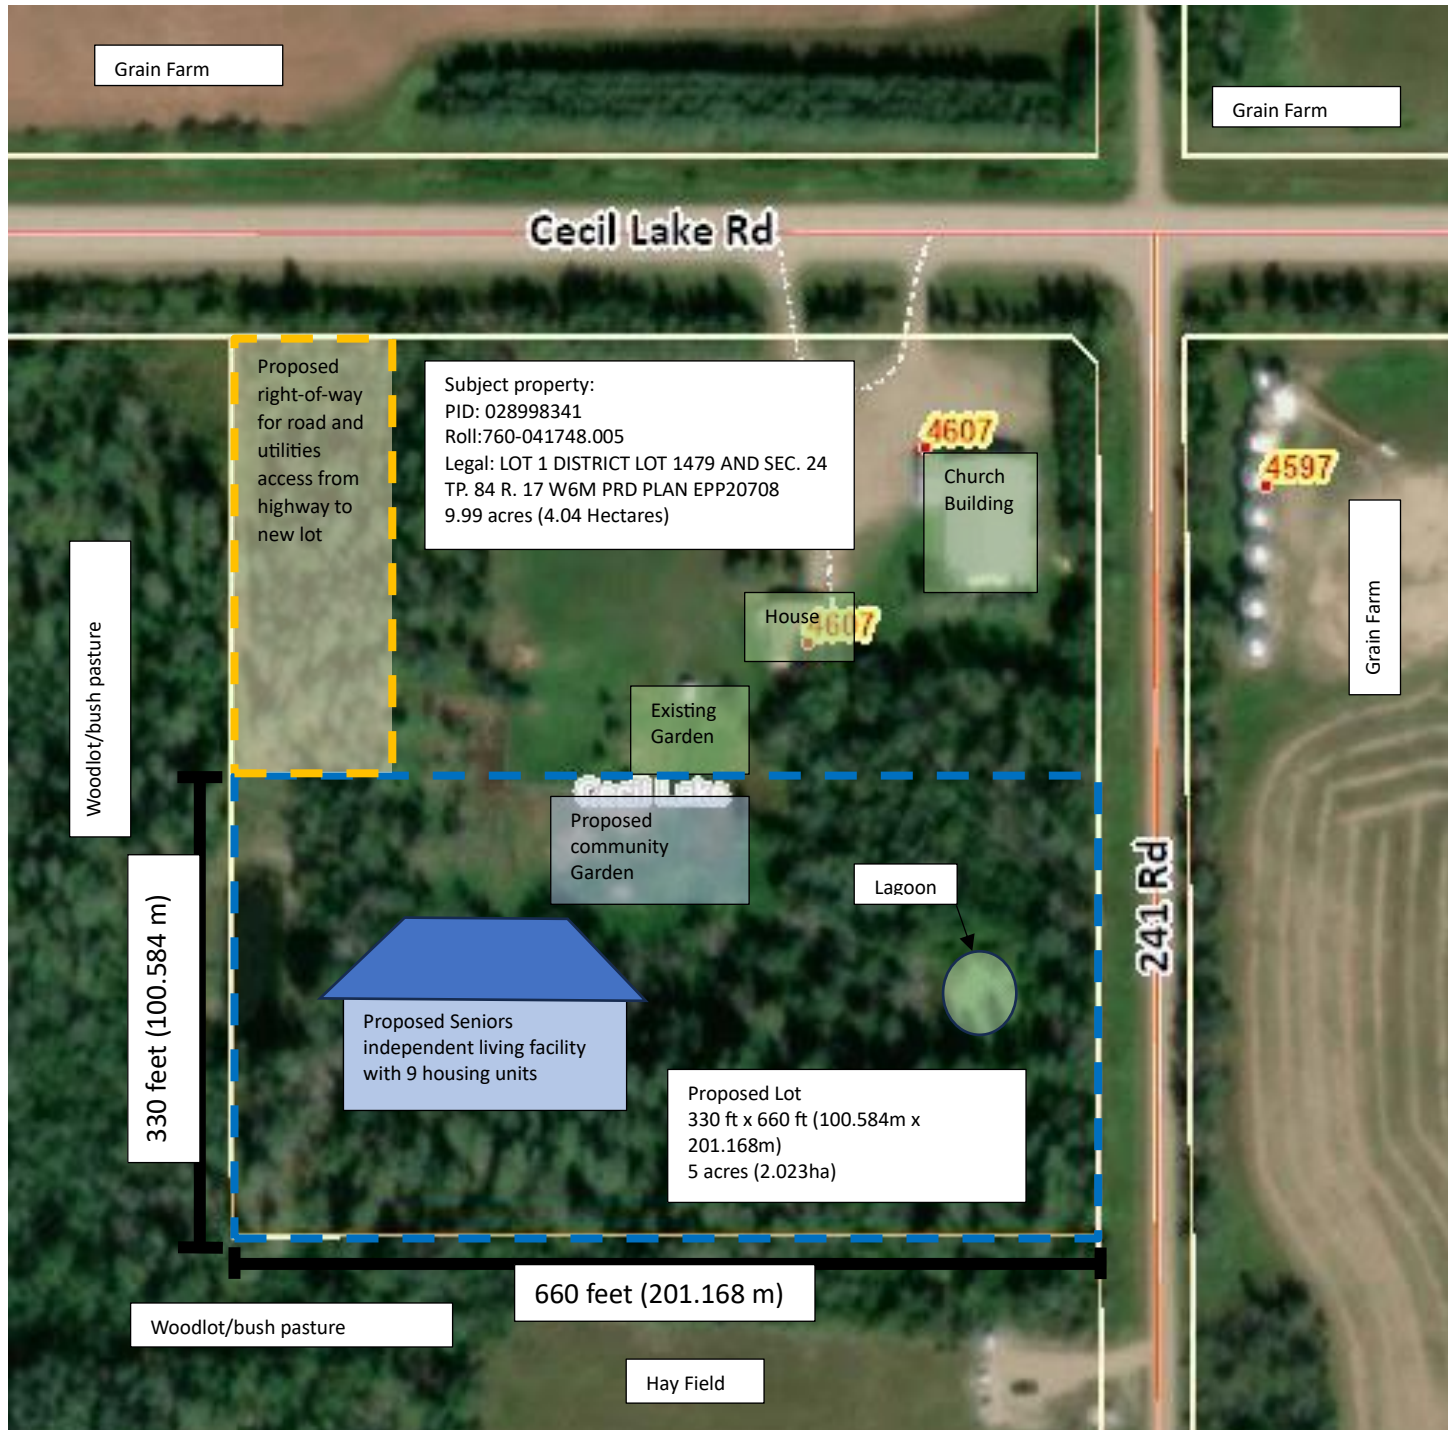 Grain Farm
Grain Farm
Cecil Lake Rd
Proposed
right-of-way
for road and
utilities
access from
highway to
new lot
Subject property:
PID: 028998341
Roll:760-041748.005
Legal: LOT 1 DISTRICT LOT 1479 AND SEC. 24
TP. 84 R. 17 W6M PRD PLAN EPP20708
9.99 acres (4.04 Hectares)
4607
Church
Building
4597
Grain Farm
House
4607
Woodlot/bush pasture
Existing
Garden
Cecil Lake
Proposed
community
Garden
Lagoon
241 Rd
330 feet (100.584 m)
Proposed Seniors
independent living facility
with 9 housing units
Proposed Lot
330 ft x 660 ft (100.584m x
201.168m)
5 acres (2.023ha)
660 feet (201.168 m)
Woodlot/bush pasture
Hay Field